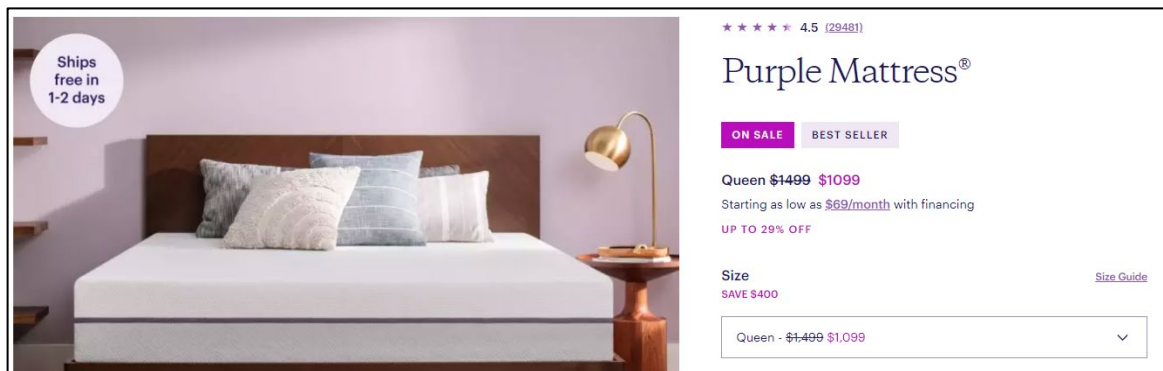 Ships
free in
1-2 days
★ ★ ★ ★ ⯨ 4.5 (29481)
Purple Mattress®
ON SALE BEST SELLER
Queen $1499 $1099
Starting as low as $69/month with financing
UP TO 29% OFF
Size Size Guide
SAVE $400
Queen - $1,499 $1,099